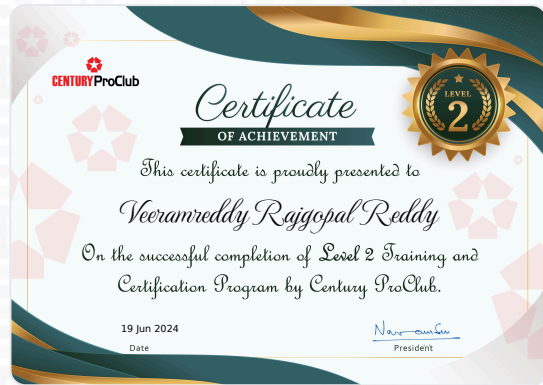 CENTURY ProClub
LEVEL
2
Certificate
OF ACHIEVEMENT
This certificate is proudly presented to
Veeramreddy Rajgopal Reddy
On the successful completion of Level 2 Training and
Certification Program by Century ProClub.
19 Jun 2024
Date
President